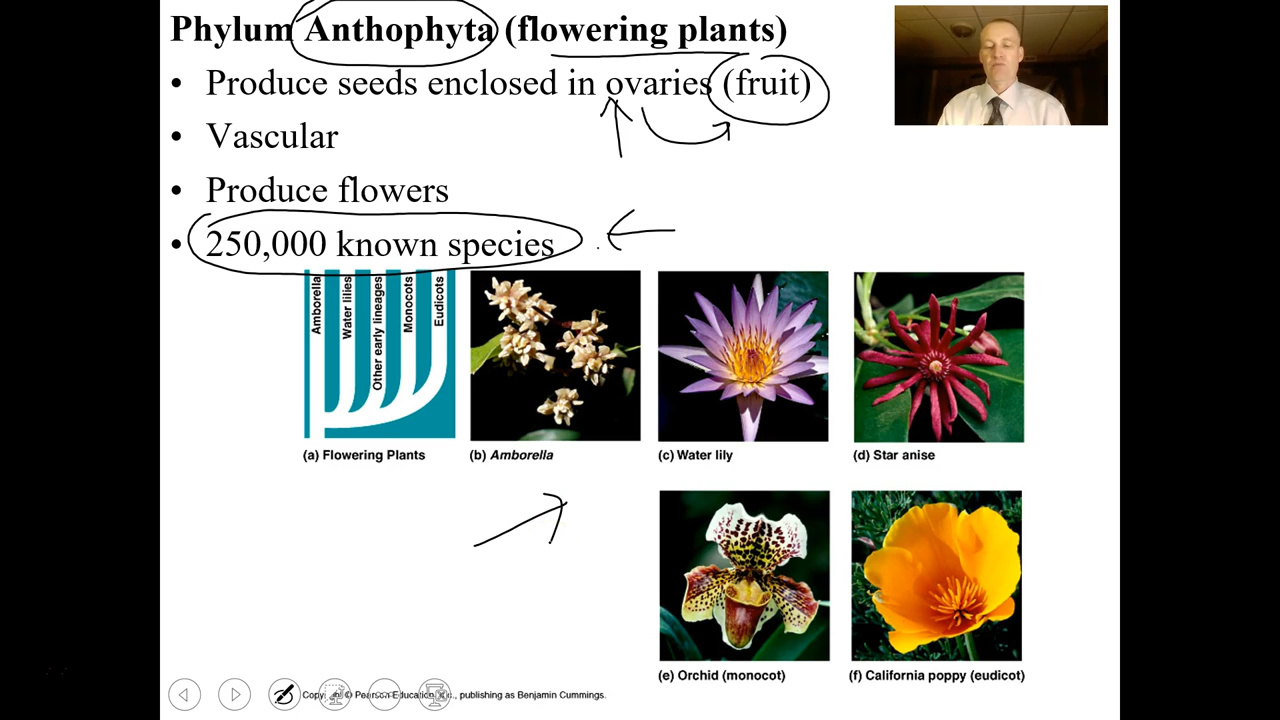 Phylum Anthophyta (flowering plants)
• Produce seeds enclosed in ovaries (fruit)
• Vascular
• Produce flowers
• 250,000 known species
Amborella
Water lilies
Other early lineages
Monocots
Eudicots
(a) Flowering Plants
(b) Amborella
(c) Water lily
(d) Star anise
(e) Orchid (monocot)
(f) California poppy (eudicot)
© Pearson Education, publishing as Benjamin Cummings.